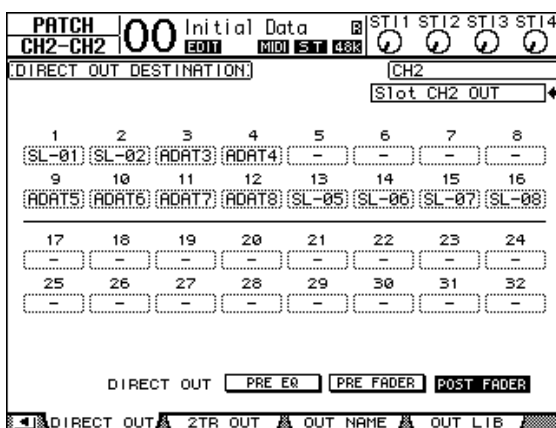 PATCH
CH2-CH2
00 Initial Data
EDIT MIDI ST 48K
STI1 STI2 STI3 STI4
DIRECT OUT DESTINATION
CH2
Slot CH2 OUT
1 2 3 4 5 6 7 8
SL-01 SL-02 ADAT3 ADAT4 - - - -
9 10 11 12 13 14 15 16
ADAT5 ADAT6 ADAT7 ADAT8 SL-05 SL-06 SL-07 SL-08
17 18 19 20 21 22 23 24
- - - - - - - -
25 26 27 28 29 30 31 32
- - - - - - - -
DIRECT OUT PRE EQ PRE FADER POST FADER
DIRECT OUT 2TR OUT OUT NAME OUT LIB